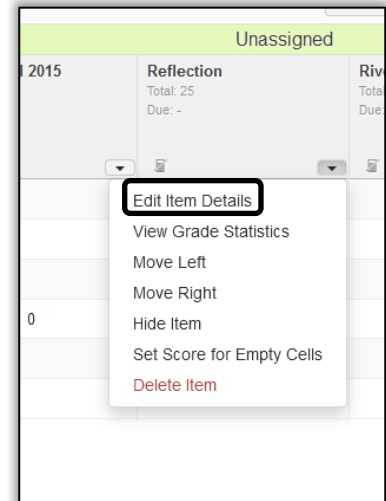 Unassigned
2015 Reflection Riv
Total: 25 Total
Due: - Due:
Edit Item Details
View Grade Statistics
Move Left
Move Right
0 Hide Item
Set Score for Empty Cells
Delete Item